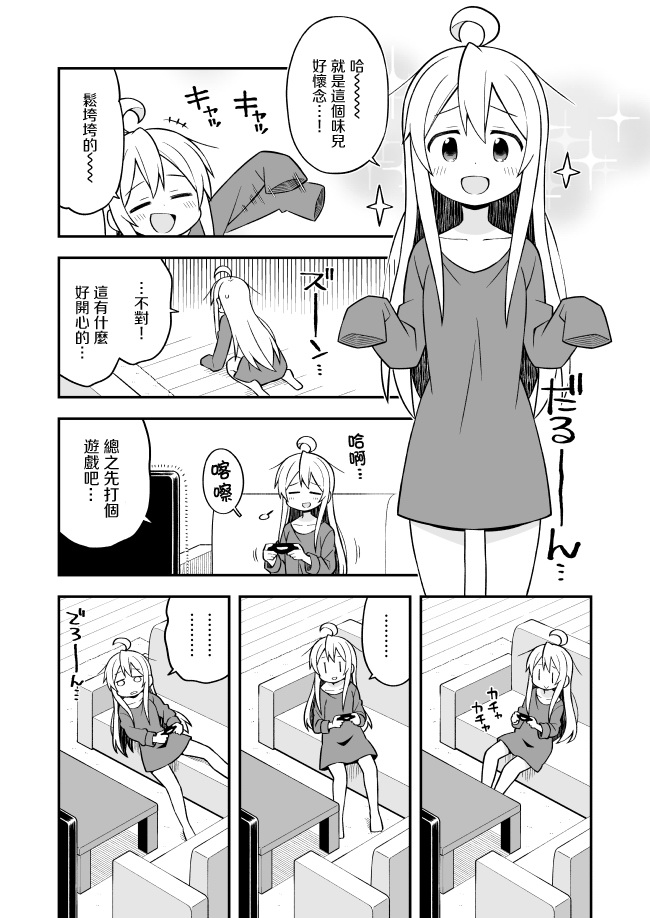 哈~~~~
就是這個味兒
好懷念…！
キャッ
キャッ
鬆垮垮的~~~
だるーーん…
ズーーン…
…不對！
這有什麼
好開心的…
哈啊…
喀嚓
總之先打個
遊戲吧…
カチャ
カチャ
………
………
………
でろーーん…